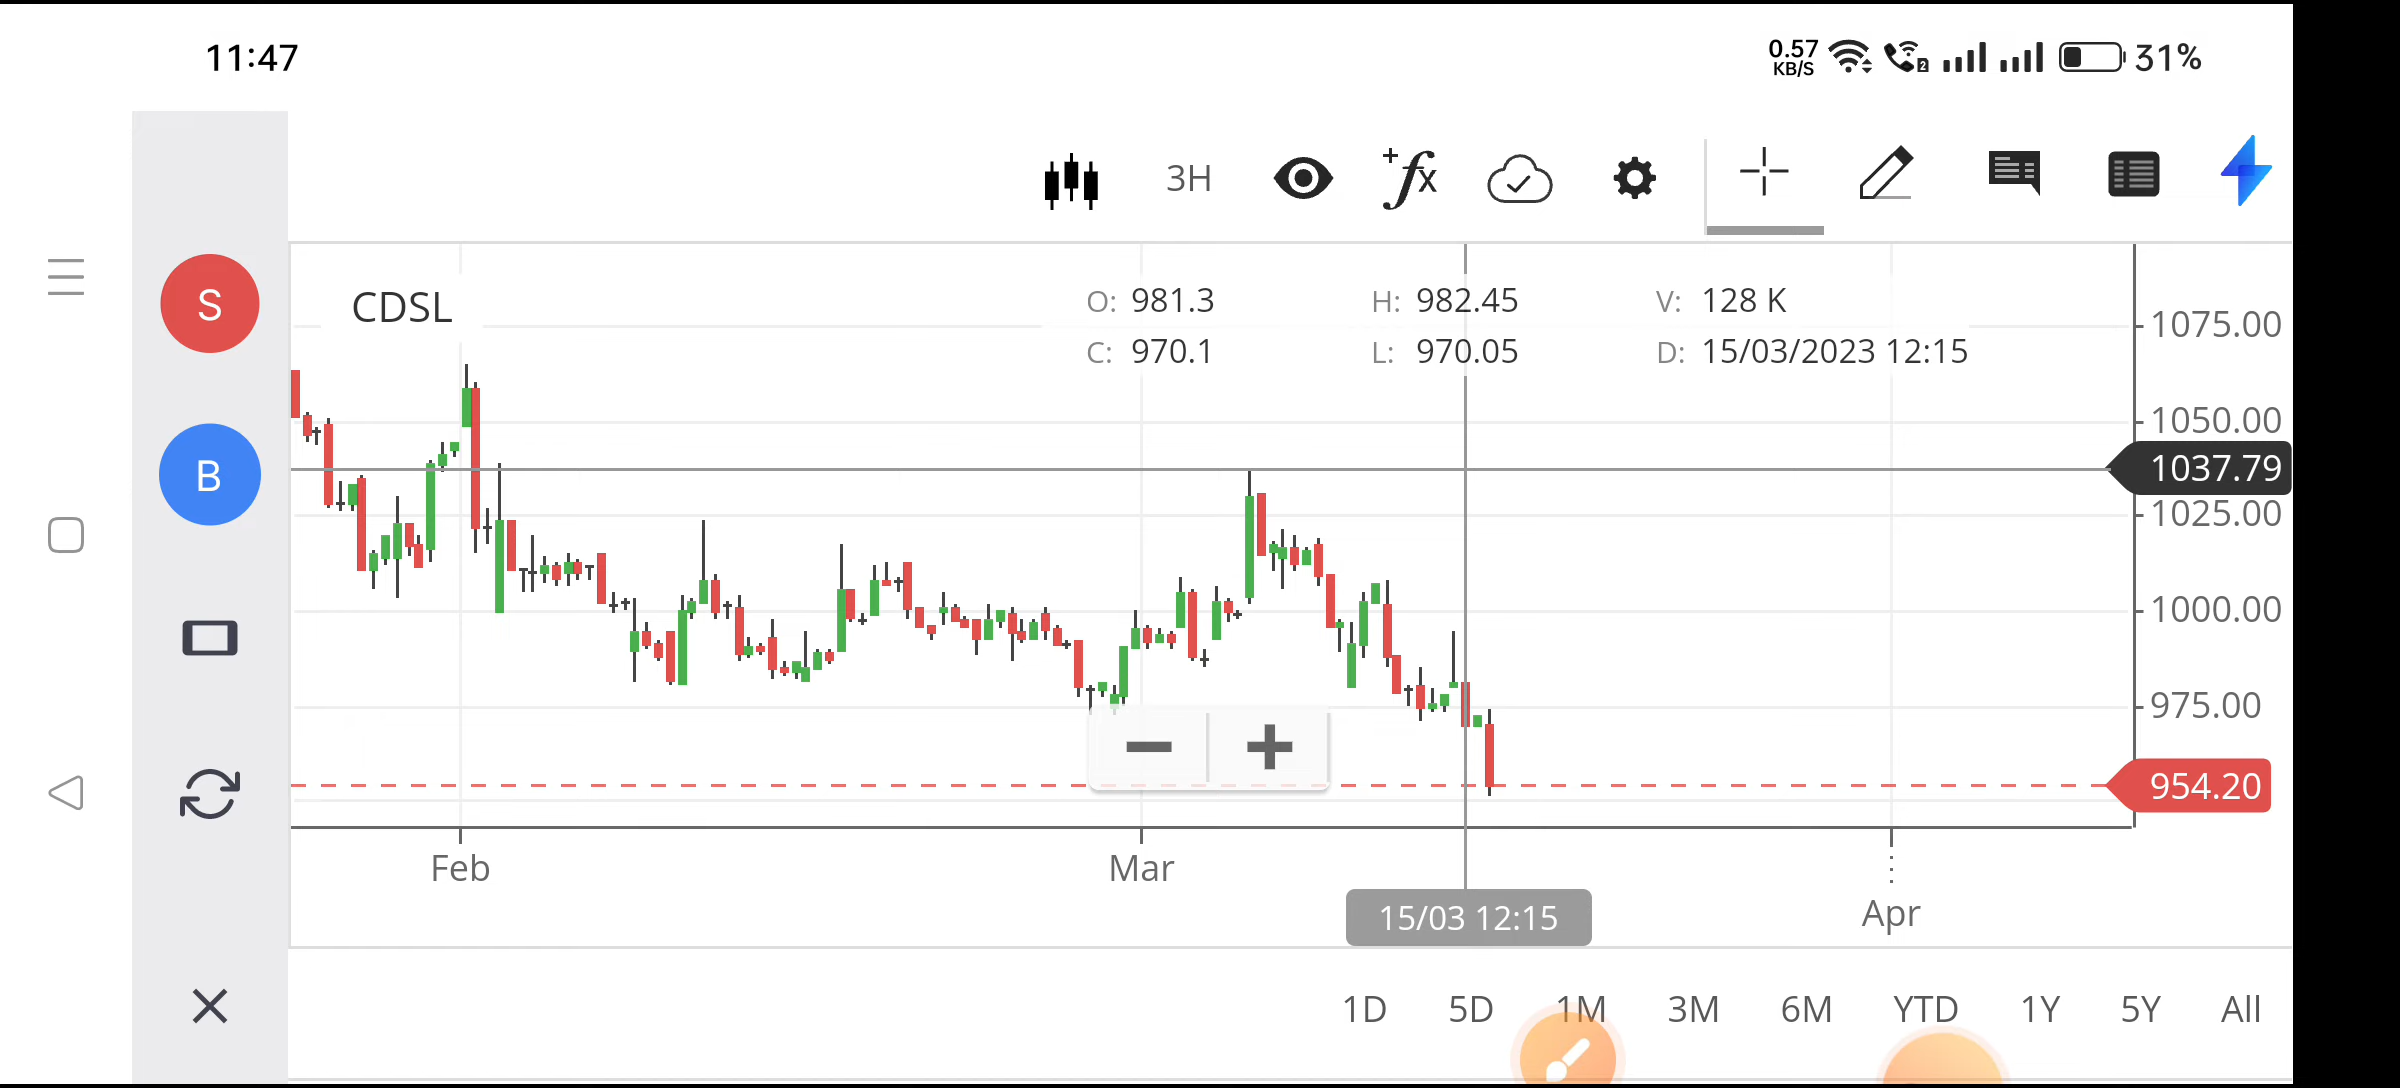 11:47
0.57
KB/S
2
31%
3H
+fx
S
B
CDSL
O: 981.3 H: 982.45 V: 128 K
C: 970.1 L: 970.05 D: 15/03/2023 12:15
1075.00
1050.00
1037.79
1025.00
1000.00
975.00
954.20
Feb Mar Apr
15/03 12:15
1D 5D 1M 3M 6M YTD 1Y 5Y All